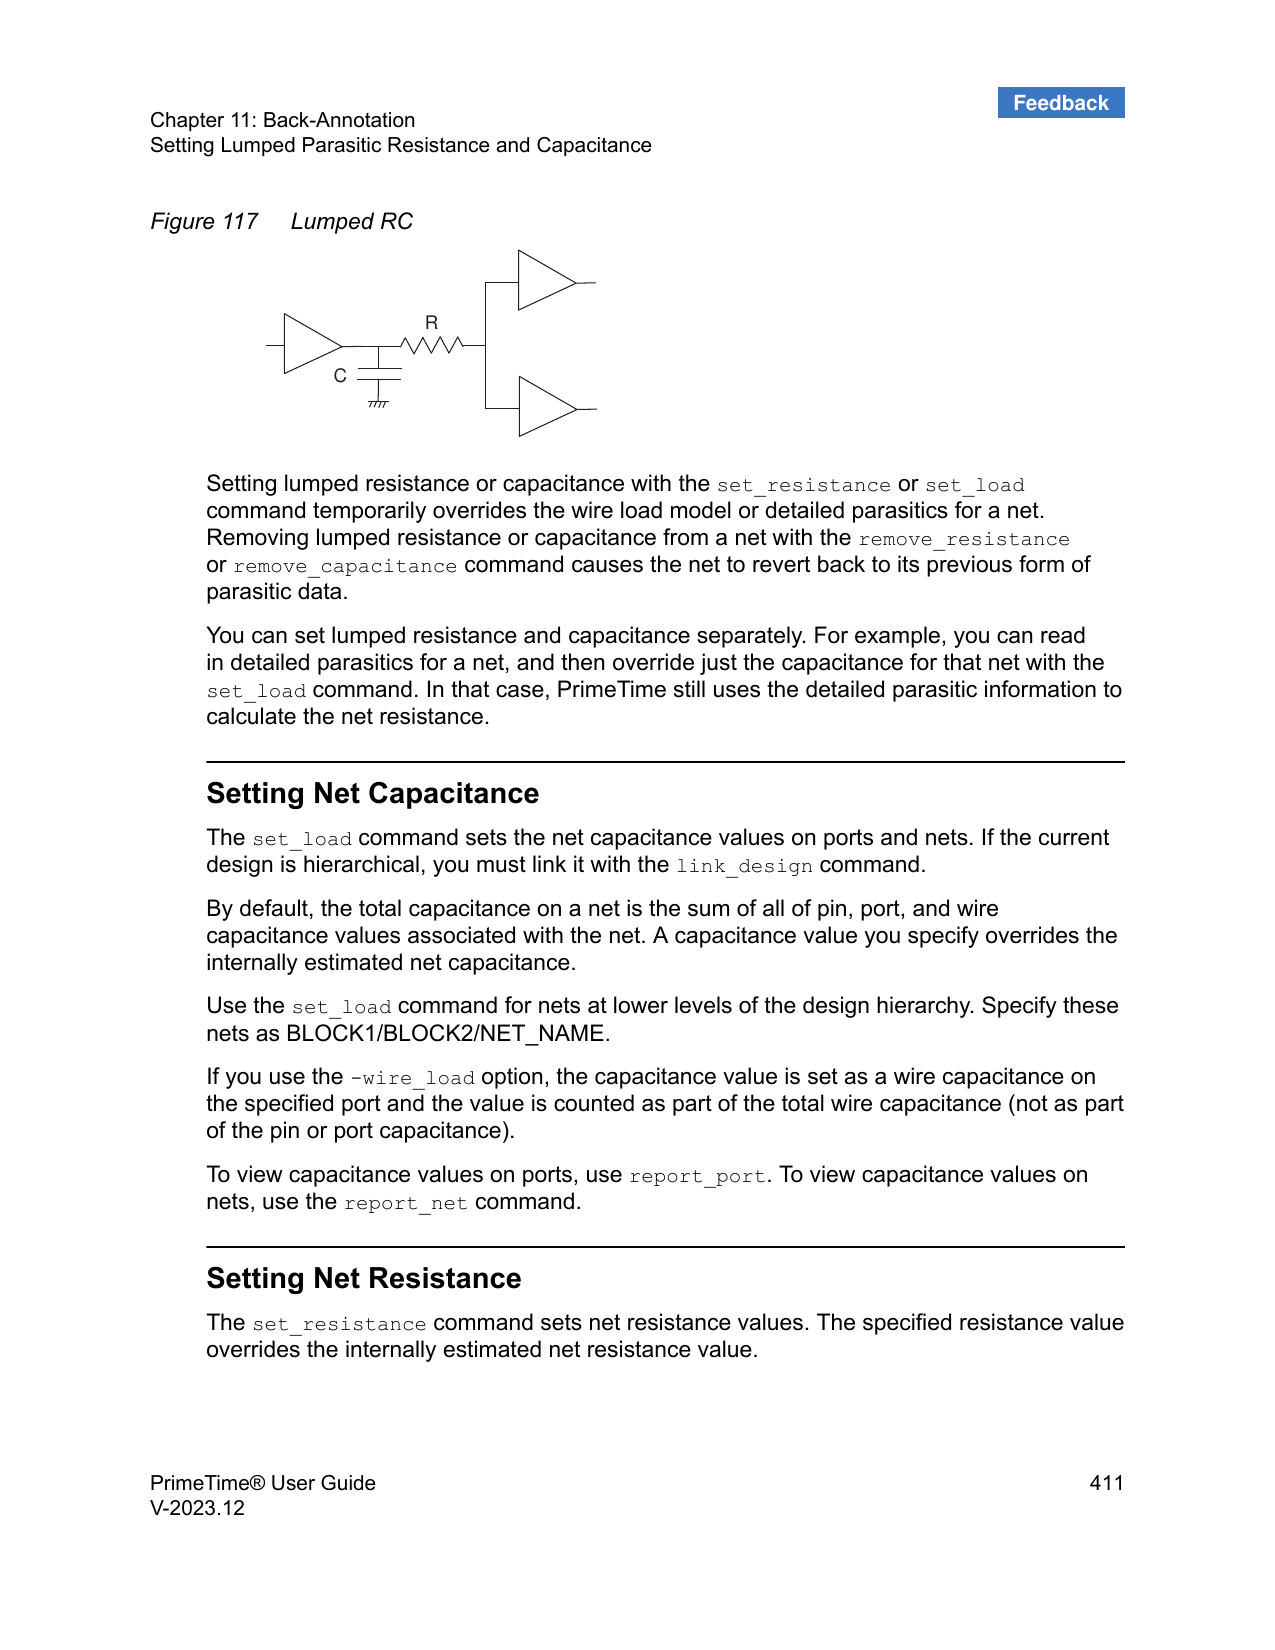 Feedback
Chapter 11: Back-Annotation
Setting Lumped Parasitic Resistance and Capacitance
Figure 117 Lumped RC
R
C
Setting lumped resistance or capacitance with the set_resistance or set_load
command temporarily overrides the wire load model or detailed parasitics for a net.
Removing lumped resistance or capacitance from a net with the remove_resistance
or remove_capacitance command causes the net to revert back to its previous form of
parasitic data.
You can set lumped resistance and capacitance separately. For example, you can read
in detailed parasitics for a net, and then override just the capacitance for that net with the
set_load command. In that case, PrimeTime still uses the detailed parasitic information to
calculate the net resistance.
Setting Net Capacitance
The set_load command sets the net capacitance values on ports and nets. If the current
design is hierarchical, you must link it with the link_design command.
By default, the total capacitance on a net is the sum of all of pin, port, and wire
capacitance values associated with the net. A capacitance value you specify overrides the
internally estimated net capacitance.
Use the set_load command for nets at lower levels of the design hierarchy. Specify these
nets as BLOCK1/BLOCK2/NET_NAME.
If you use the -wire_load option, the capacitance value is set as a wire capacitance on
the specified port and the value is counted as part of the total wire capacitance (not as part
of the pin or port capacitance).
To view capacitance values on ports, use report_port. To view capacitance values on
nets, use the report_net command.
Setting Net Resistance
The set_resistance command sets net resistance values. The specified resistance value
overrides the internally estimated net resistance value.
PrimeTime® User Guide 411
V-2023.12